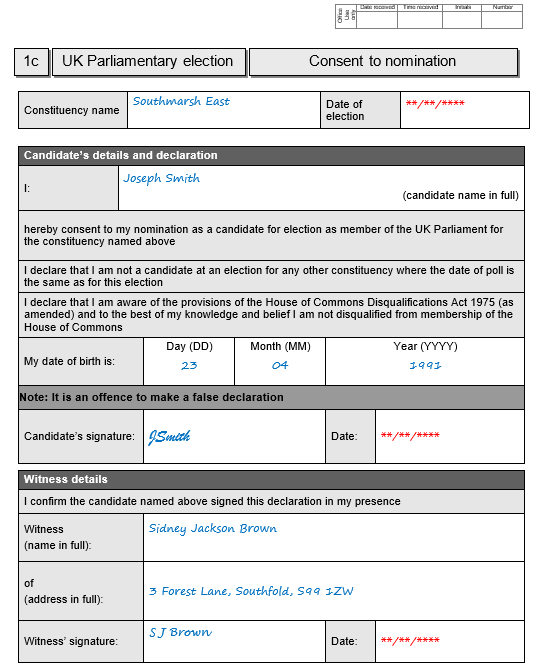 Office Use only
Date received Time received Initials Number
1c UK Parliamentary election Consent to nomination
Constituency name Southmarsh East Date of election **/**/****
Candidate's details and declaration
I: Joseph Smith
(candidate name in full)
hereby consent to my nomination as a candidate for election as member of the UK Parliament for
the constituency named above
I declare that I am not a candidate at an election for any other constituency where the date of poll is
the same as for this election
I declare that I am aware of the provisions of the House of Commons Disqualifications Act 1975 (as
amended) and to the best of my knowledge and belief I am not disqualified from membership of the
House of Commons
Day (DD) Month (MM) Year (YYYY)
My date of birth is: 23 04 1991
Note: It is an offence to make a false declaration
Candidate's signature: JSmith Date: **/**/****
Witness details
I confirm the candidate named above signed this declaration in my presence
Witness
(name in full):
Sidney Jackson Brown
of
(address in full):
3 Forest Lane, Southfold, S99 1ZW
Witness' signature: S J Brown Date: **/**/****